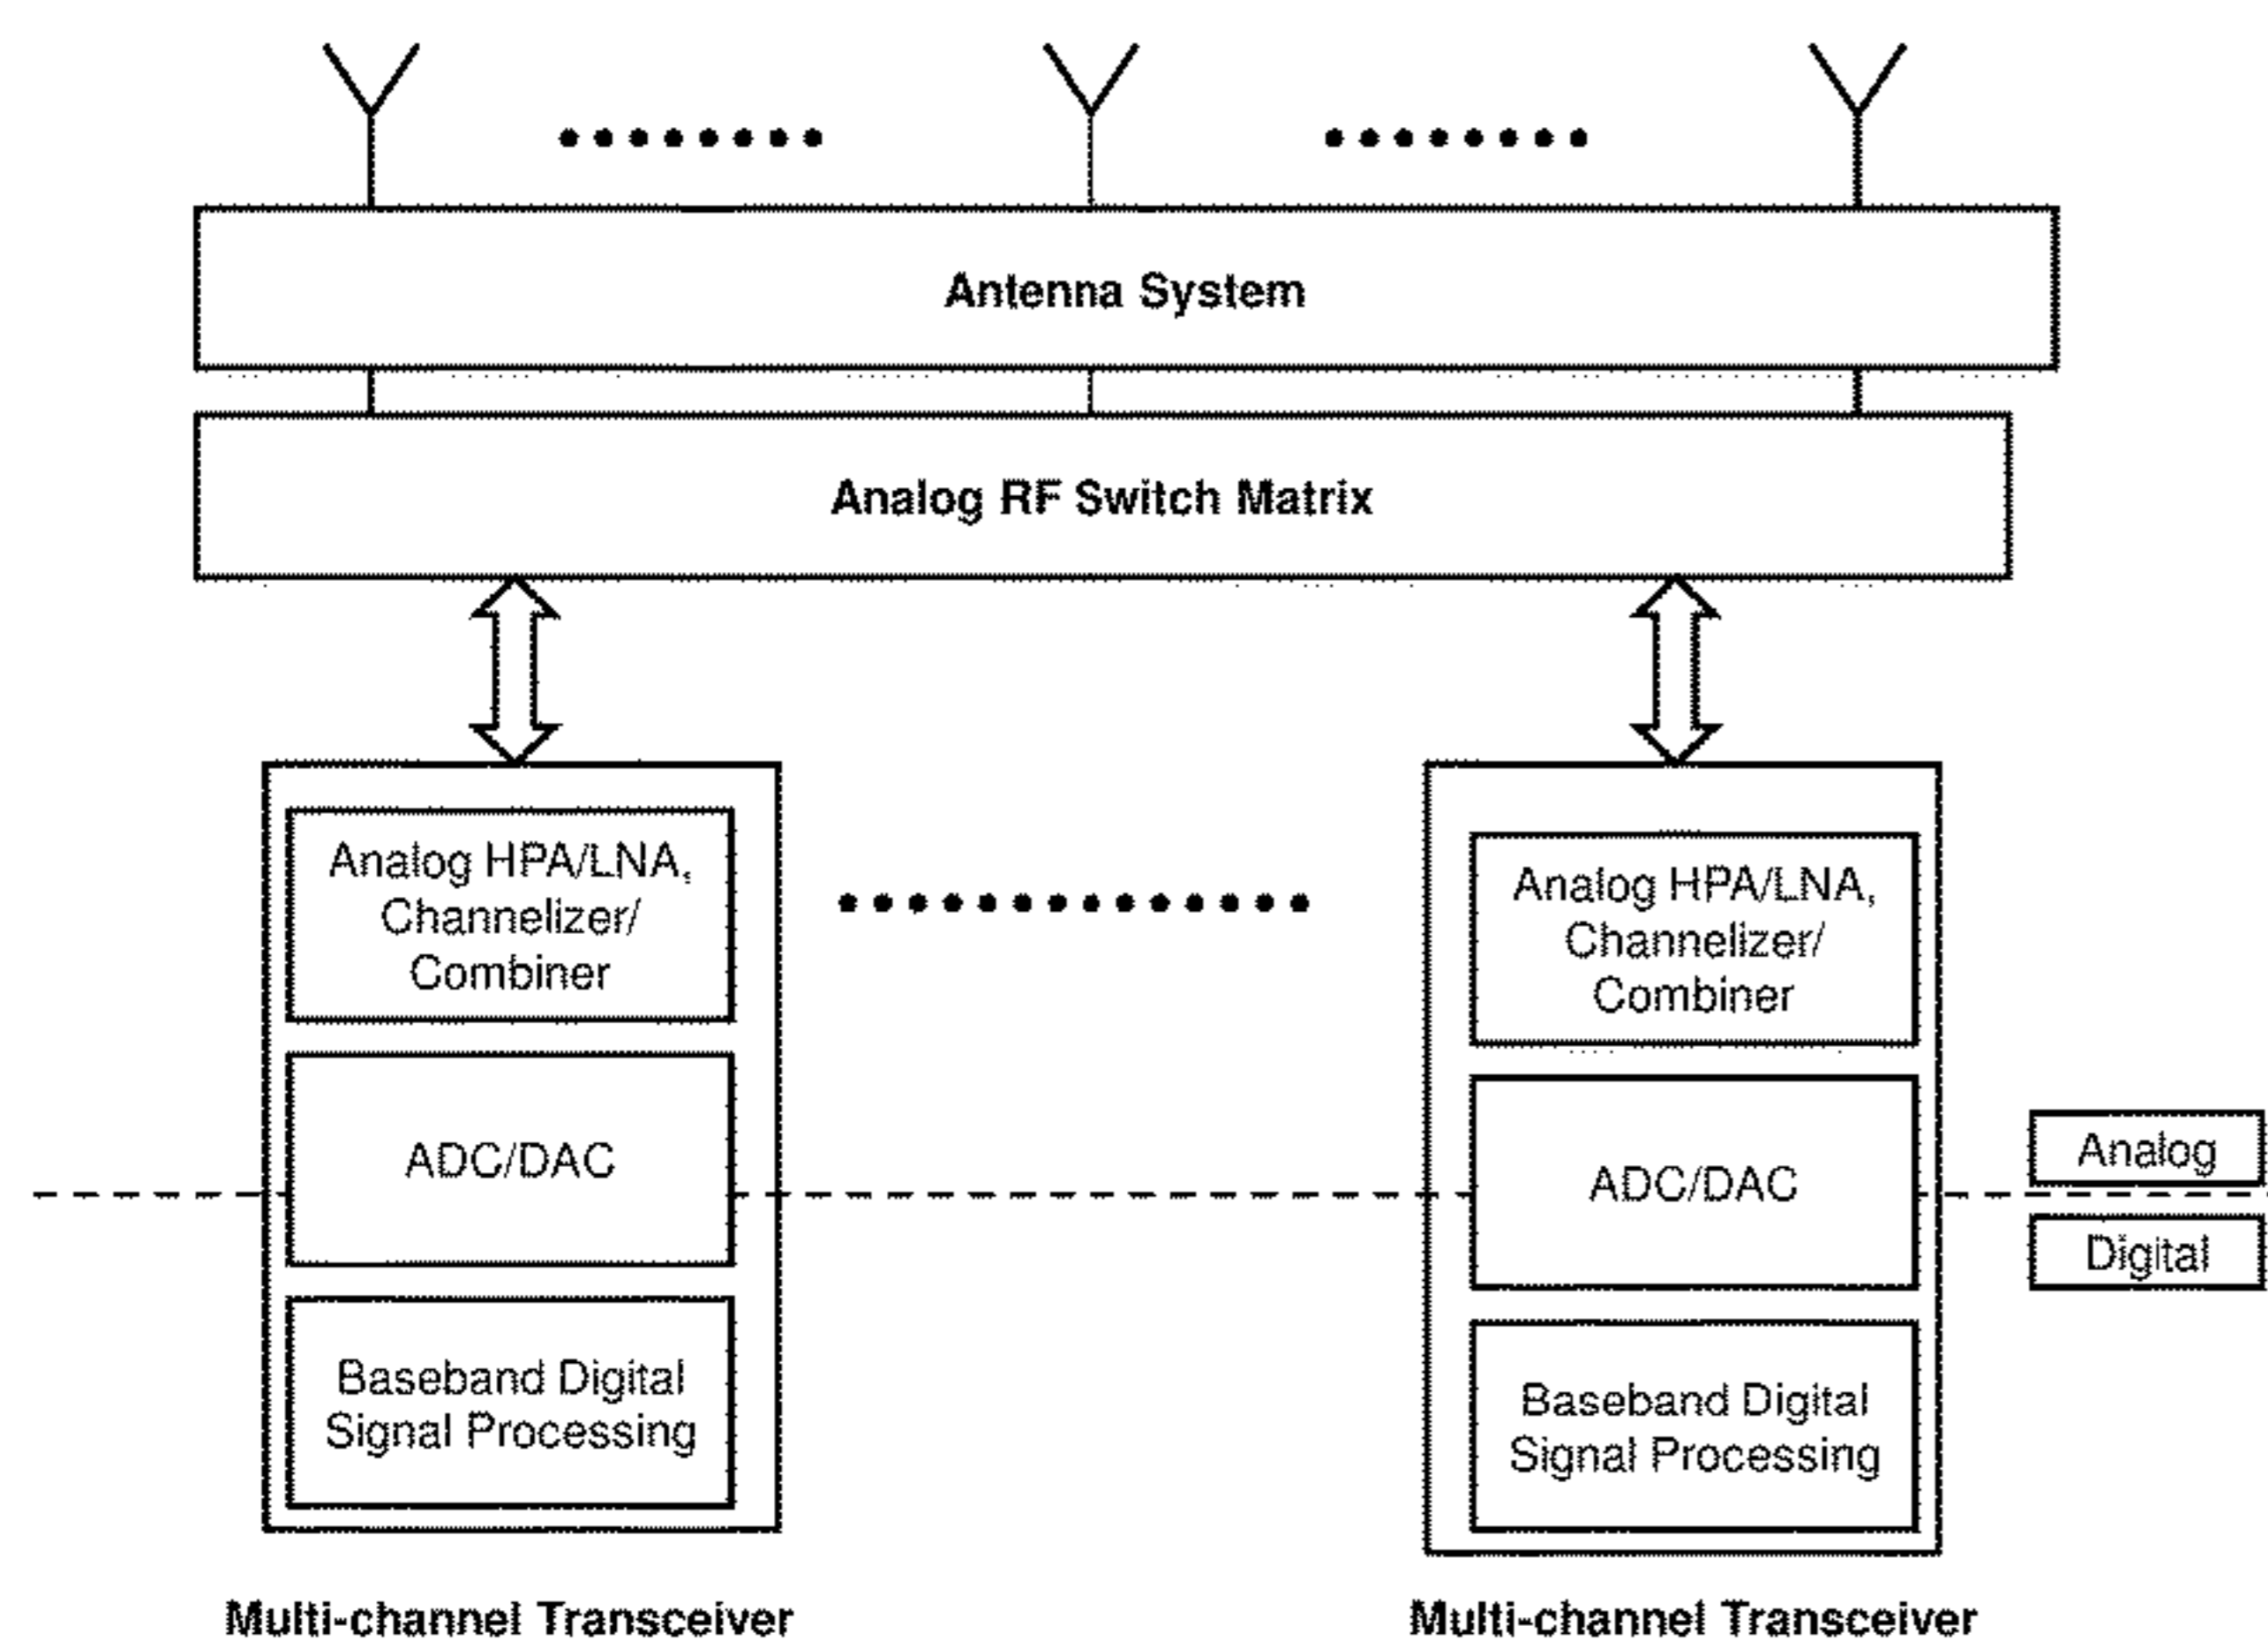 Antenna System
Analog RF Switch Matrix
Analog HPA/LNA,
Channelizer/
Combiner
ADC/DAC
Baseband Digital
Signal Processing
Multi-channel Transceiver
Analog HPA/LNA,
Channelizer/
Combiner
ADC/DAC
Baseband Digital
Signal Processing
Multi-channel Transceiver
Analog
Digital